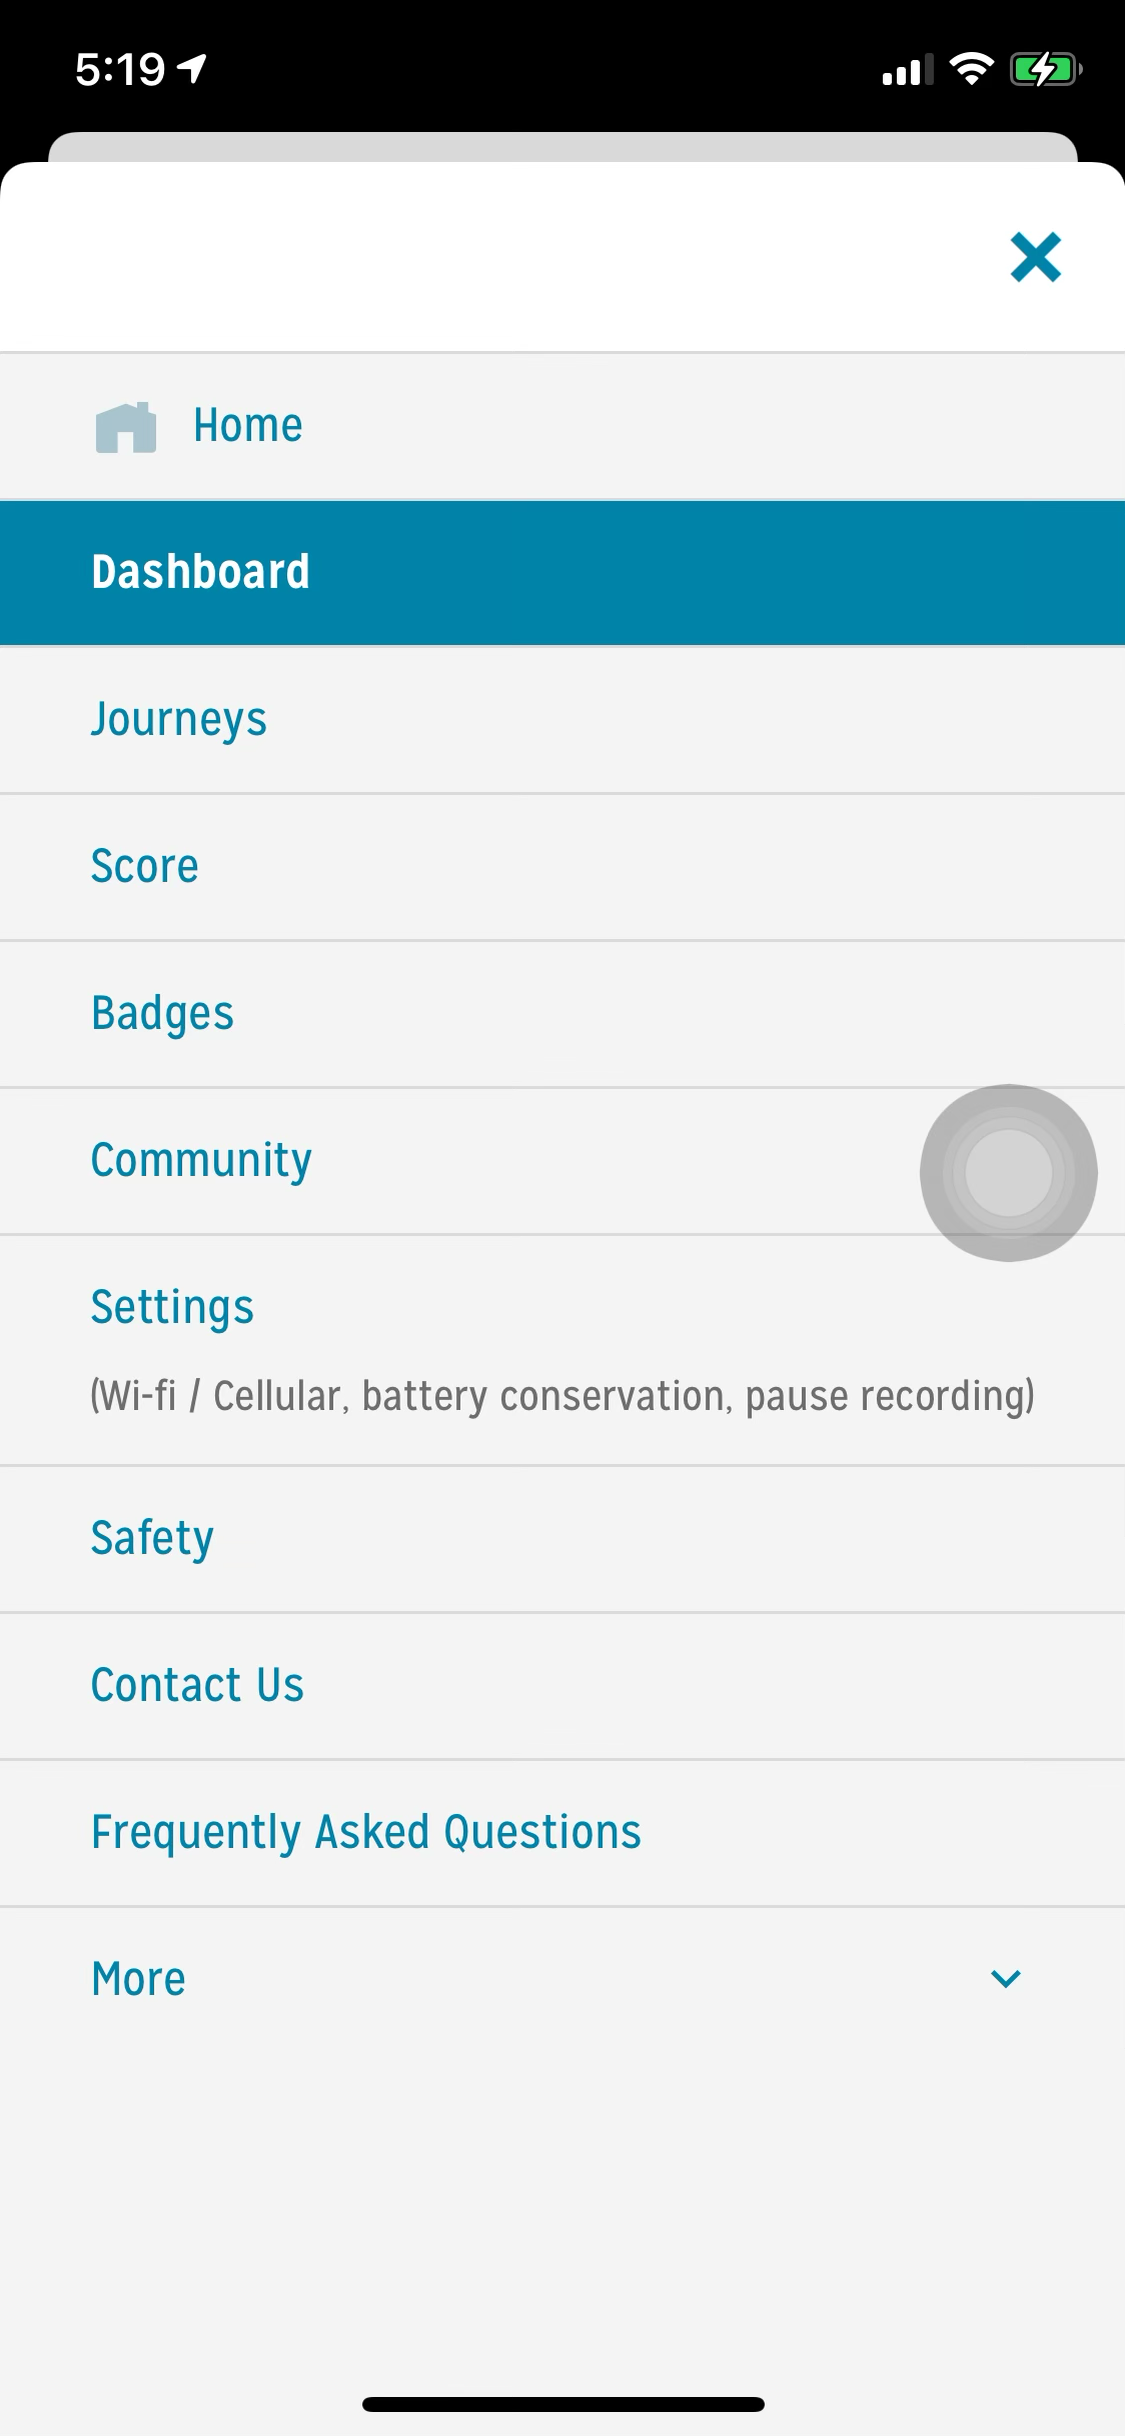 5:19
Home
Dashboard
Journeys
Score
Badges
Community
Settings
(Wi-fi / Cellular, battery conservation, pause recording)
Safety
Contact Us
Frequently Asked Questions
More